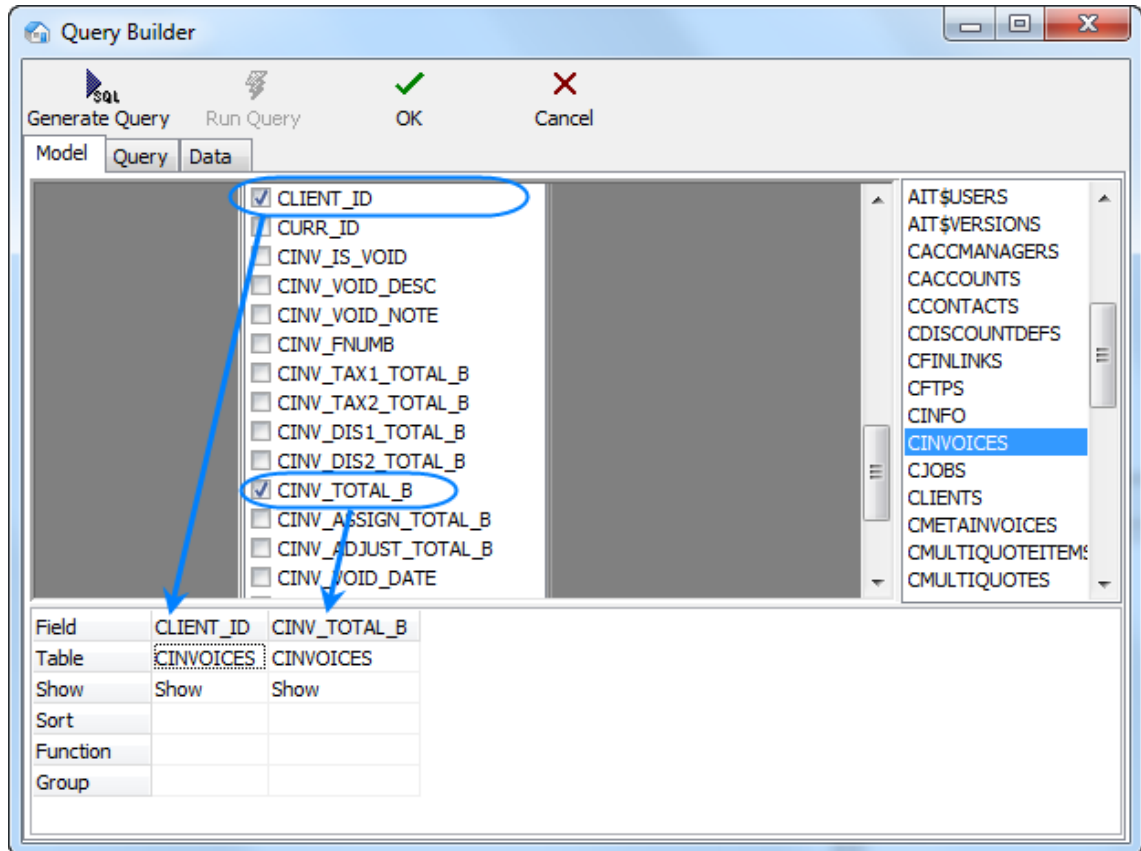 Query Builder
SQL
Generate Query Run Query OK Cancel
Model Query Data
CLIENT_ID
CURR_ID
CINV_IS_VOID
CINV_VOID_DESC
CINV_VOID_NOTE
CINV_FNUMB
CINV_TAX1_TOTAL_B
CINV_TAX2_TOTAL_B
CINV_DIS1_TOTAL_B
CINV_DIS2_TOTAL_B
CINV_TOTAL_B
CINV_ASSIGN_TOTAL_B
CINV_ADJUST_TOTAL_B
CINV_VOID_DATE
AIT$USERS
AIT$VERSIONS
CACCMANAGERS
CACCOUNTS
CCONTACTS
CDISCOUNTDEFS
CFINLINKS
CFTPS
CINFO
CINVOICES
CJOBS
CLIENTS
CMETAINVOICES
CMULTIQUOTEITEMS
CMULTIQUOTES
Field CLIENT_ID CINV_TOTAL_B
Table CINVOICES CINVOICES
Show Show Show
Sort
Function
Group